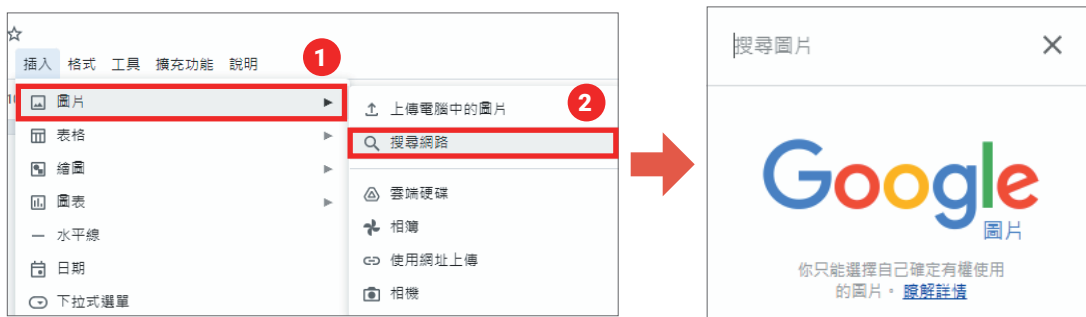 插入 格式 工具 擴充功能 說明
1
圖片
表格
繪圖
圖表
水平線
日期
下拉式選單
2
上傳電腦中的圖片
搜尋網路
雲端硬碟
相簿
使用網址上傳
相機
搜尋圖片
Google
圖片
你只能選擇自己確定有權使用
的圖片。瞭解詳情